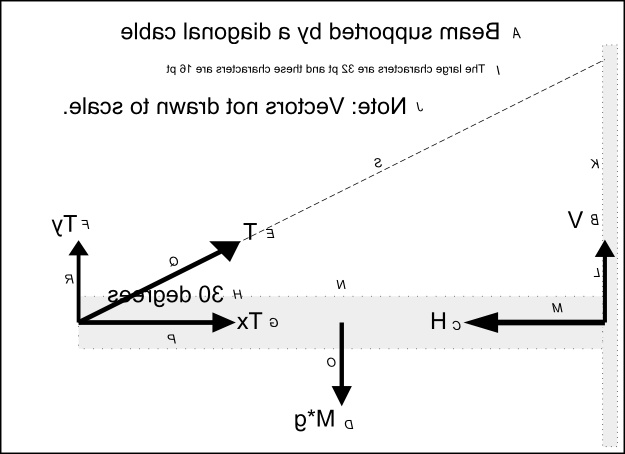 A Beam supported by a diagonal cable
I The large characters are 32 pt and these characters are 16 pt
J Note: Vectors not drawn to scale.
S
K
B V
E T
F Ty
Q
R
L
N
H 30 degrees
M
C H
G Tx
P
O
D M*g